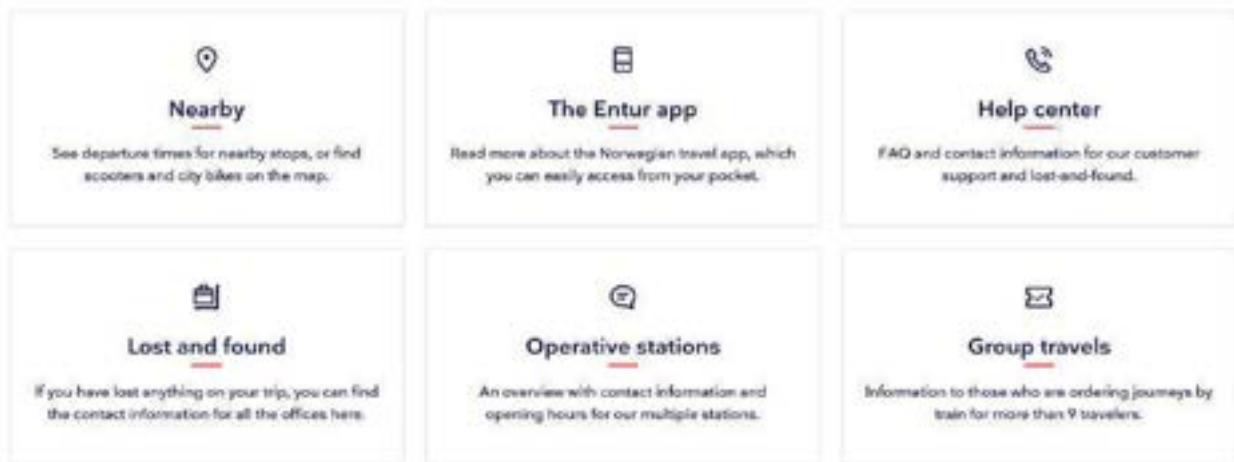 Nearby
See departure times for nearby stops, or find
scooters and city bikes on the map.
The Entur app
Read more about the Norwegian travel app, which
you can easily access from your pocket.
Help center
FAQ and contact information for our customer
support and lost-and-found.
Lost and found
If you have lost anything on your trip, you can find
the contact information for all the offices here.
Operative stations
An overview with contact information and
opening hours for our multiple stations.
Group travels
Information to those who are ordering journeys by
train for more than 9 travelers.